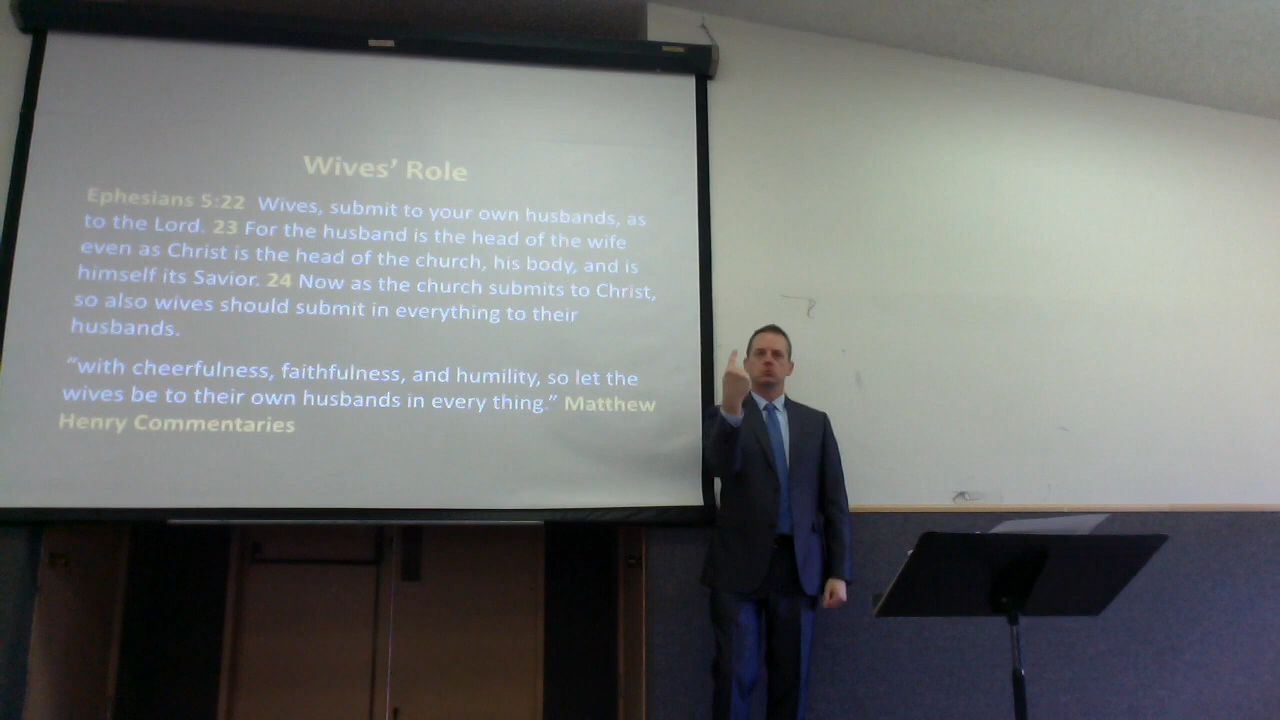 Wives' Role
Ephesians 5:22 Wives, submit to your own husbands, as
to the Lord. 23 For the husband is the head of the wife
even as Christ is the head of the church, his body, and is
himself its Savior. 24 Now as the church submits to Christ,
so also wives should submit in everything to their
husbands.
"with cheerfulness, faithfulness, and humility, so let the
wives be to their own husbands in every thing." Matthew
Henry Commentaries